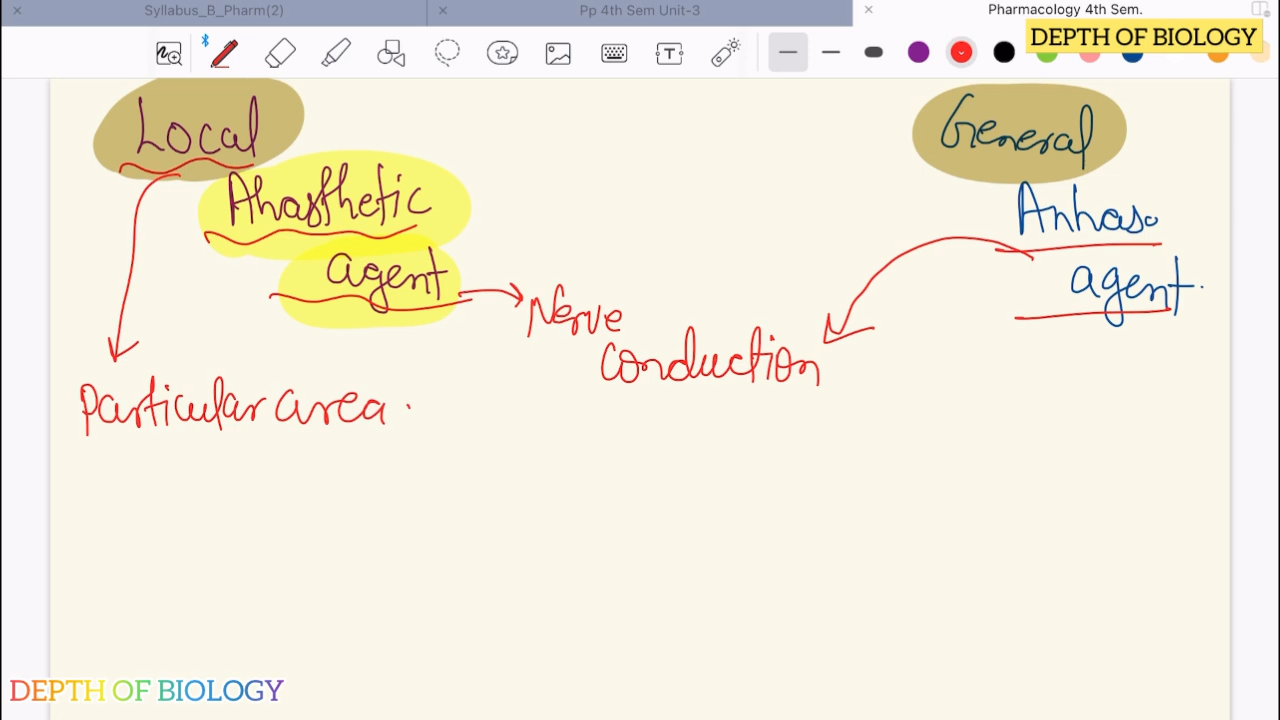 Syllabus_B_Pharm(2)
Pp 4th Sem Unit-3
Pharmacology 4th Sem.
DEPTH OF BIOLOGY
Local
Anasthetic
agent
General
Anhaso
agent.
Nerve
conduction
Particular area.
DEPTH OF BIOLOGY